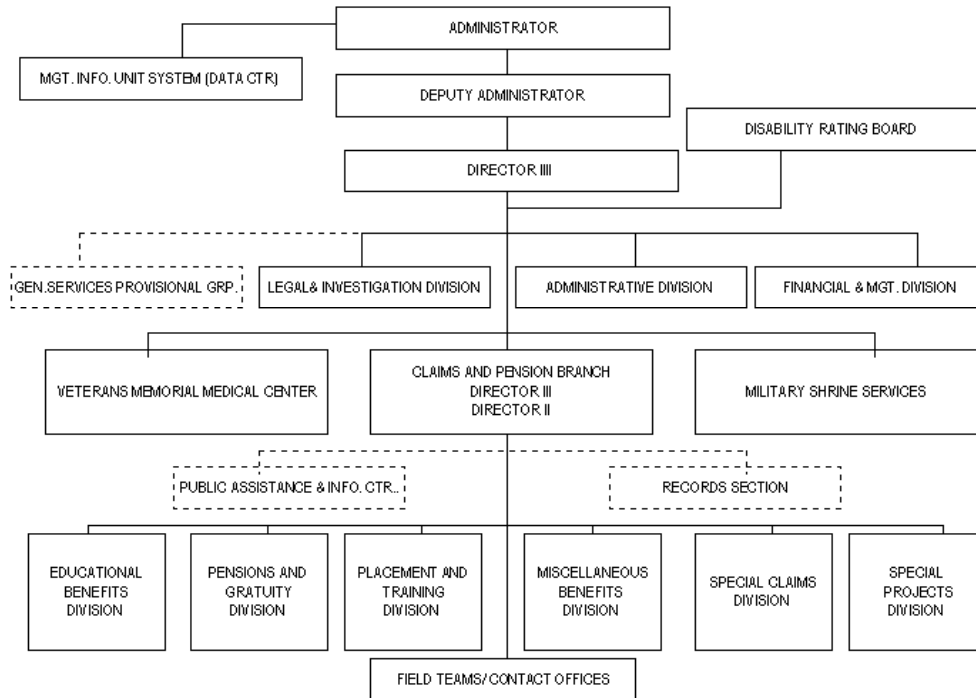 ADMINISTRATOR
MGT. INFO. UNIT SYSTEM (DATA CTR)
DEPUTY ADMINISTRATOR
DISABILITY RATING BOARD
DIRECTOR IIII
GEN.SERVICES PROVISIONAL GRP.
LEGAL& INVESTIGATION DIVISION
ADMINISTRATIVE DIVISION
FINANCIAL & MGT. DIVISION
VETERANS MEMORIAL MEDICAL CENTER
CLAIMS AND PENSION BRANCH
DIRECTOR III
DIRECTOR II
MILITARY SHRINE SERVICES
PUBLIC ASSISTANCE & INFO. CTR..
RECORDS SECTION
EDUCATIONAL
BENEFITS
DIVISION
PENSIONS AND
GRATUITY
DIVISION
PLACEMENT AND
TRAINING
DIVISION
MISCELLANEOUS
BENEFITS
DIVISION
SPECIAL CLAIMS
DIVISION
SPECIAL
PROJECTS
DIVISION
FIELD TEAMS/ CONTACT OFFICES